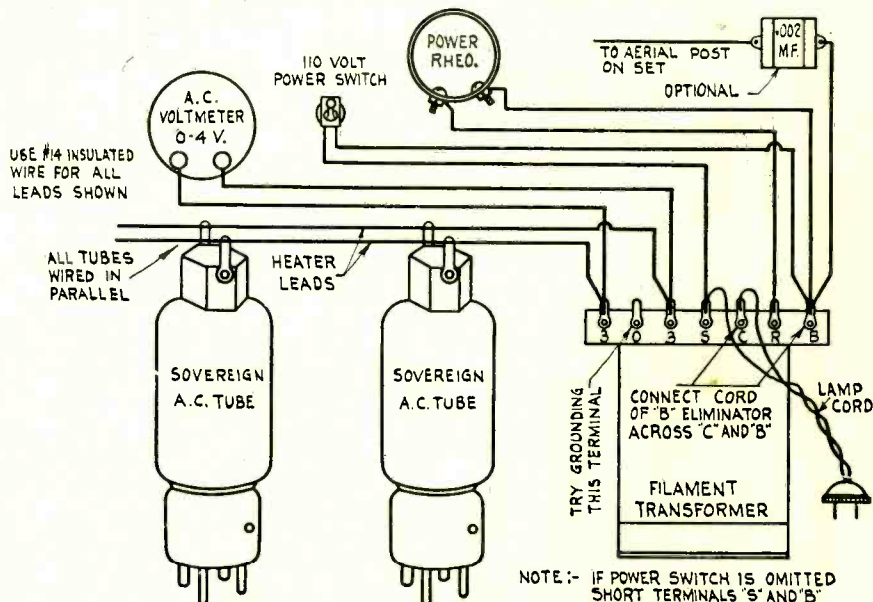 POWER
RHEO.
.002
M.F.
TO AERIAL POST
ON SET
OPTIONAL
110 VOLT
POWER SWITCH
A.C.
VOLTMETER
0-4 V.
USE #14 INSULATED
WIRE FOR ALL
LEADS SHOWN
ALL TUBES
WIRED IN
PARALLEL
HEATER
LEADS
3 O 3 S C R B
SOVEREIGN
A.C. TUBE
SOVEREIGN
A.C. TUBE
TRY GROUNDING
THIS TERMINAL
CONNECT CORD
OF "B" ELIMINATOR
ACROSS "C" AND "B"
LAMP
CORD
FILAMENT
TRANSFORMER
NOTE:- IF POWER SWITCH IS OMITTED
SHORT TERMINALS "S" AND "B"